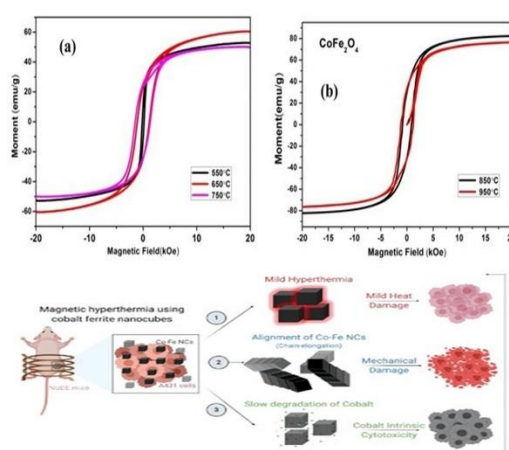 (a)
Moment (emu/g)
60
40
20
0
-20
-40
-60
550°C
650°C
750°C
-20
-10
0
10
20
Magnetic Field(kOe)
CoFe₂O₄
(b)
Moment(emu/g)
80
60
40
20
0
-20
-40
-60
-80
850°C
950°C
-20
-15
-10
-5
0
5
10
15
20
Magnetic Field (kOe)
Magnetic hyperthermia using
cobalt ferrite nanocubes
Co-Fe NCs
A431 cells
mice
1
Mild Hyperthermia
Mild Heat
Damage
2
Alignment of Co-Fe NCs
(Chain-elongation)
Mechanical
Damage
3
Slow degradation of Cobalt
Cobalt Intrinsic
Cytotoxicity